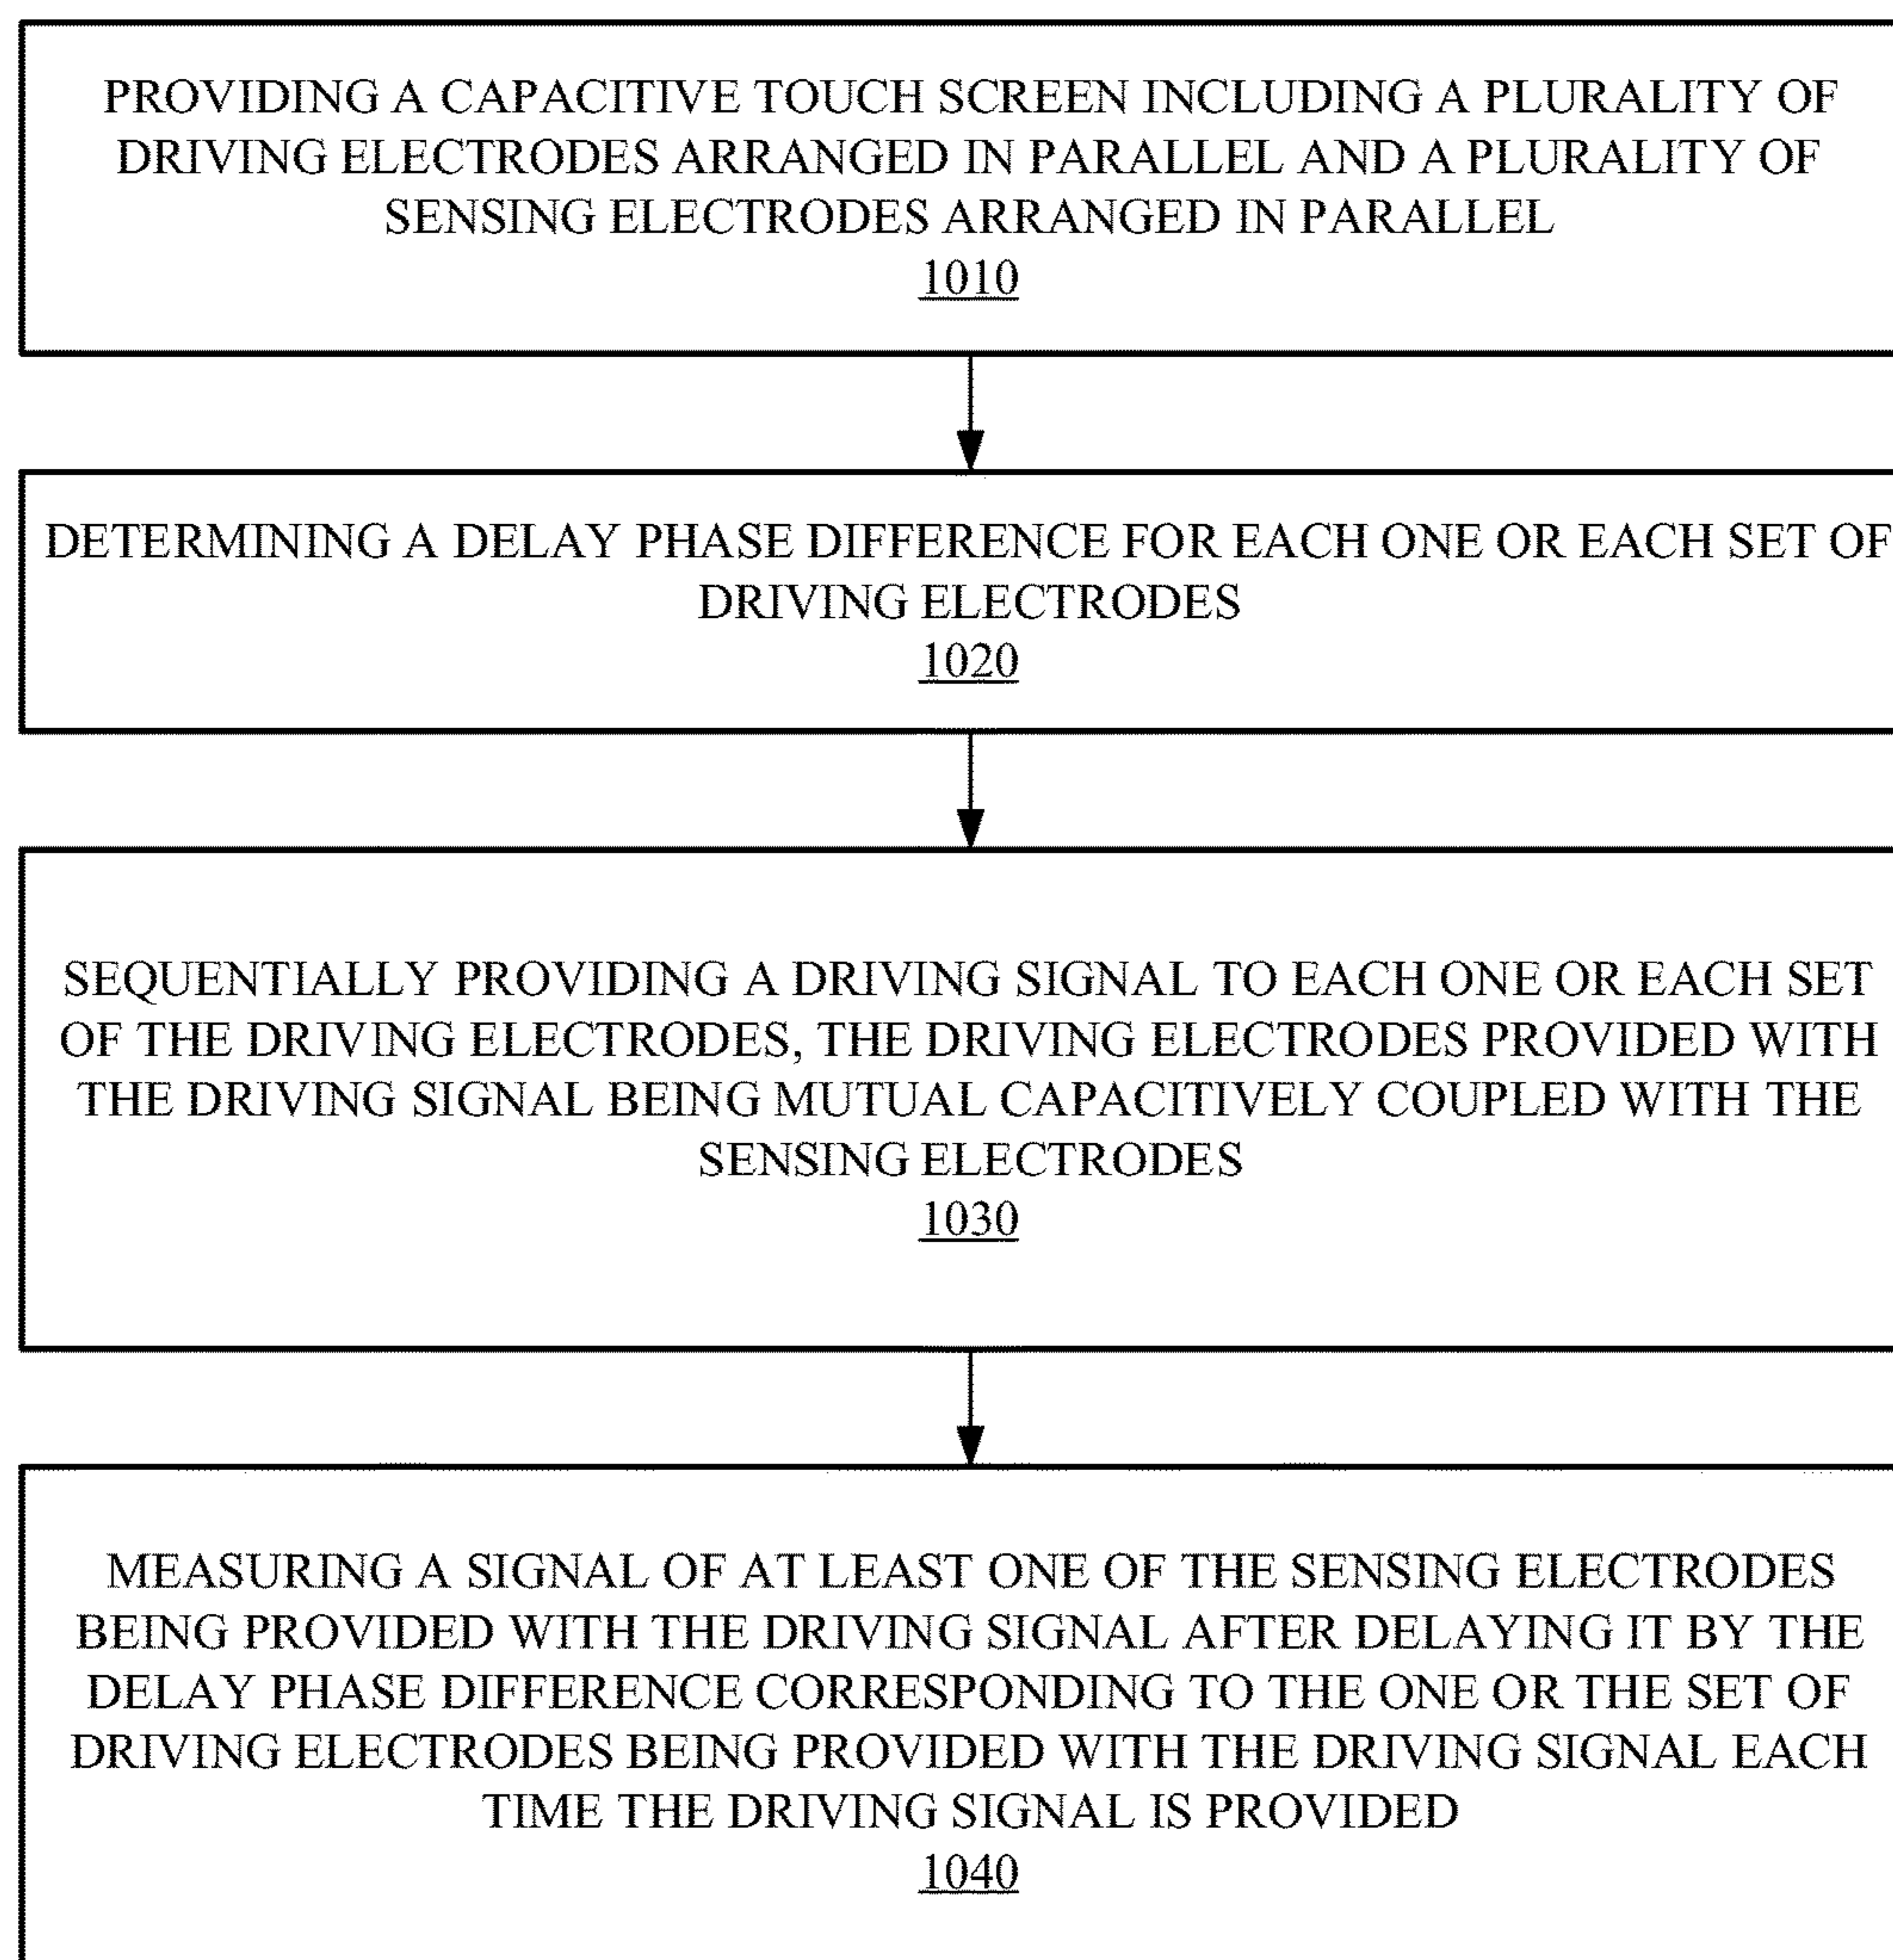 PROVIDING A CAPACITIVE TOUCH SCREEN INCLUDING A PLURALITY OF
DRIVING ELECTRODES ARRANGED IN PARALLEL AND A PLURALITY OF
SENSING ELECTRODES ARRANGED IN PARALLEL
1010
DETERMINING A DELAY PHASE DIFFERENCE FOR EACH ONE OR EACH SET OF
DRIVING ELECTRODES
1020
SEQUENTIALLY PROVIDING A DRIVING SIGNAL TO EACH ONE OR EACH SET
OF THE DRIVING ELECTRODES, THE DRIVING ELECTRODES PROVIDED WITH
THE DRIVING SIGNAL BEING MUTUAL CAPACITIVELY COUPLED WITH THE
SENSING ELECTRODES
1030
MEASURING A SIGNAL OF AT LEAST ONE OF THE SENSING ELECTRODES
BEING PROVIDED WITH THE DRIVING SIGNAL AFTER DELAYING IT BY THE
DELAY PHASE DIFFERENCE CORRESPONDING TO THE ONE OR THE SET OF
DRIVING ELECTRODES BEING PROVIDED WITH THE DRIVING SIGNAL EACH
TIME THE DRIVING SIGNAL IS PROVIDED
1040